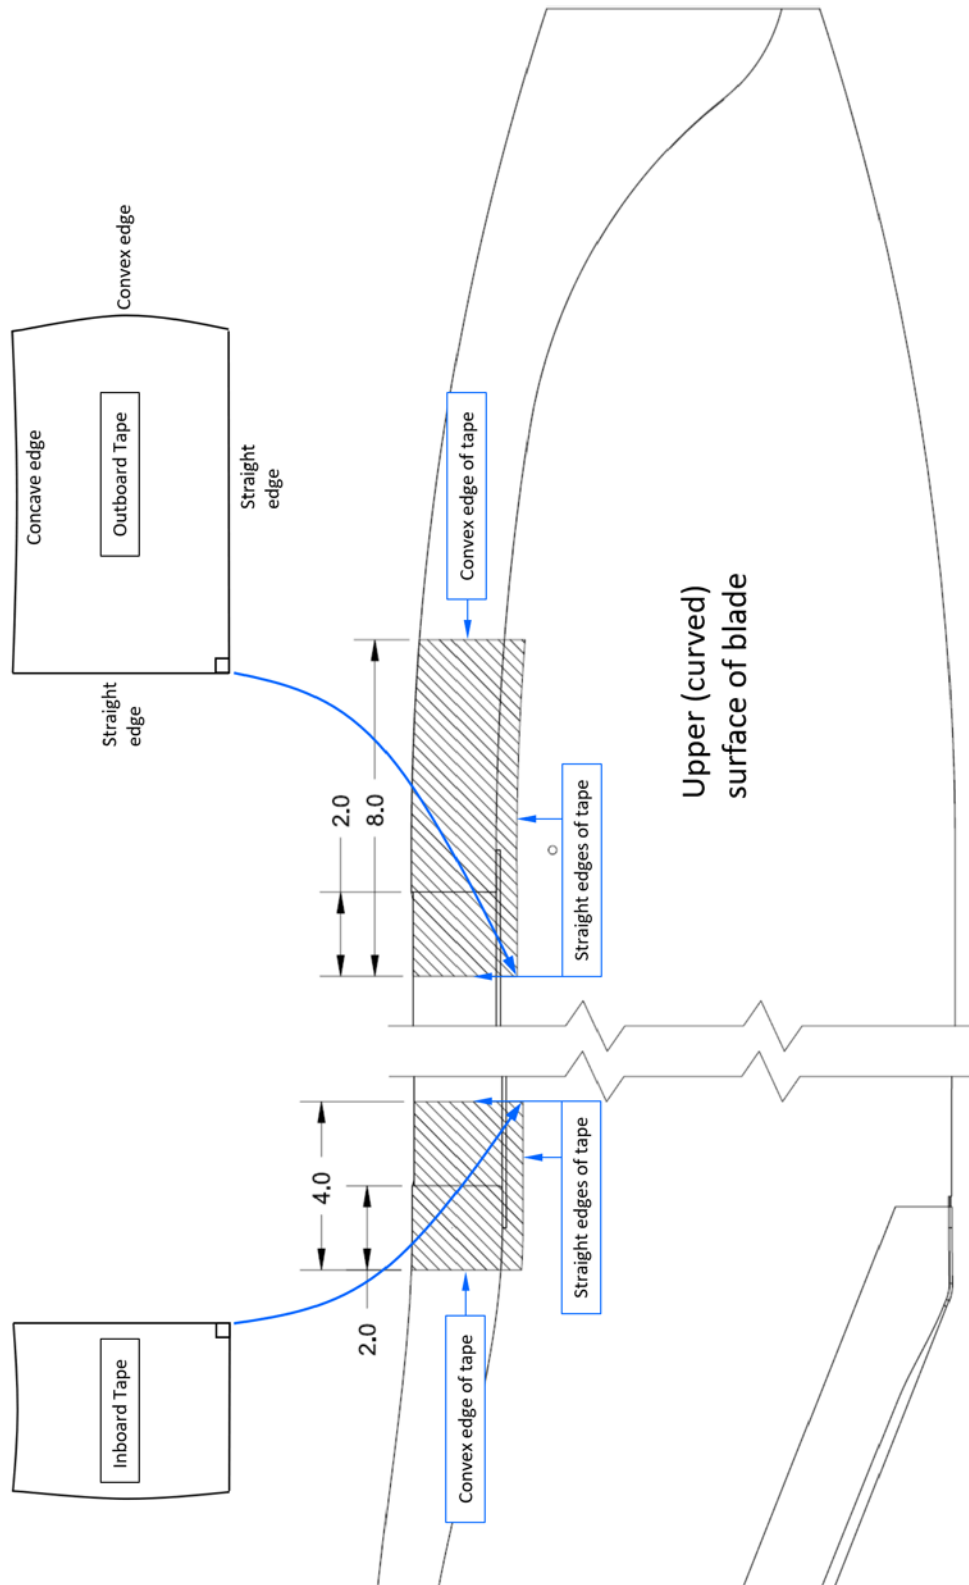 Convex edge
Concave edge
Outboard Tape
Straight
edge
Straight
edge
Convex edge of tape
2.0
8.0
Straight edges of tape
Upper (curved)
surface of blade
4.0
2.0
Straight edges of tape
Inboard Tape
Convex edge of tape